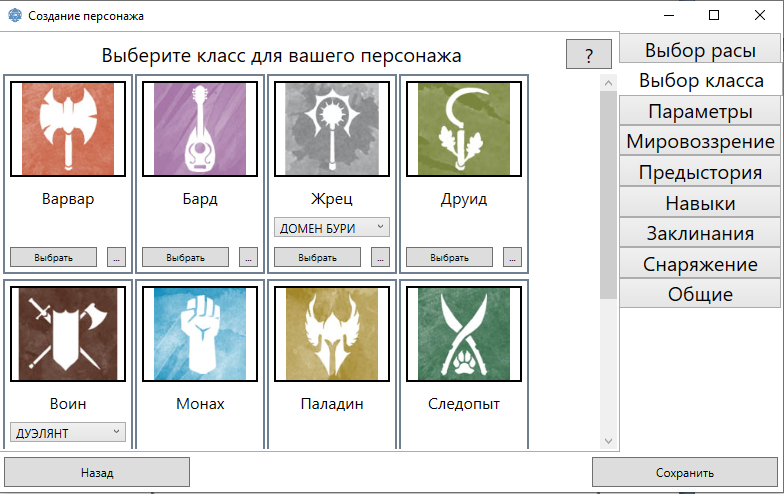 Создание персонажа
Выберите класс для вашего персонажа
?
Варвар
Бард
Жрец
Друид
ДОМЕН БУРИ
Выбрать
...
Выбрать
...
Выбрать
...
Выбрать
...
Воин
Монах
Паладин
Следопыт
ДУЭЛЯНТ
Выбор расы
Выбор класса
Параметры
Мировоззрение
Предыстория
Навыки
Заклинания
Снаряжение
Общие
Назад
Сохранить